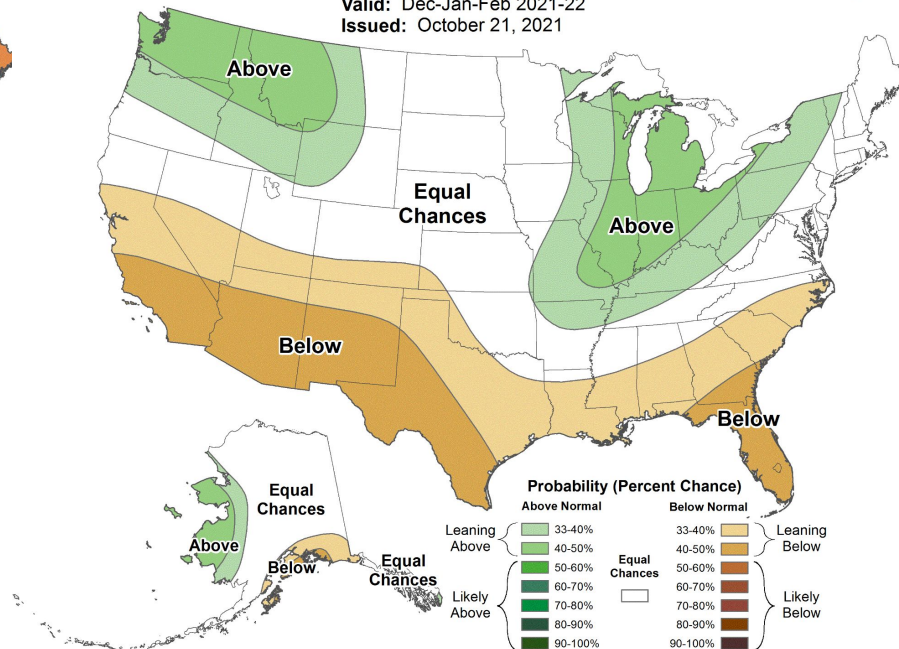 Valid: Dec-Jan-Feb 2021-22
Issued: October 21, 2021
Above
Equal
Chances
Above
Below
Below
Equal
Chances
Above
Below
Equal
Chances
Probability (Percent Chance)
Above Normal
Below Normal
Leaning
Above
33-40%
40-50%
50-60%
60-70%
70-80%
80-90%
90-100%
Likely
Above
Equal
Chances
33-40%
40-50%
50-60%
60-70%
70-80%
80-90%
90-100%
Leaning
Below
Likely
Below